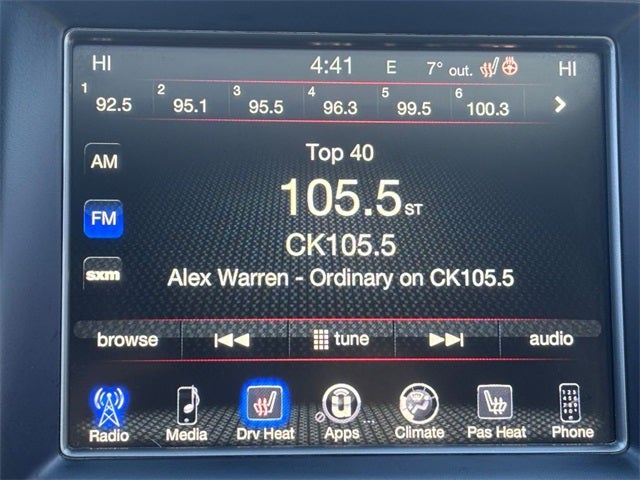 HI 4:41 E 7° out. HI
1 92.5 2 95.1 3 95.5 4 96.3 5 99.5 6 100.3
AM
Top 40
FM
105.5 ST
CK105.5
sxm
Alex Warren - Ordinary on CK105.5
browse tune audio
Radio Media Drv Heat Apps Climate Pas Heat Phone